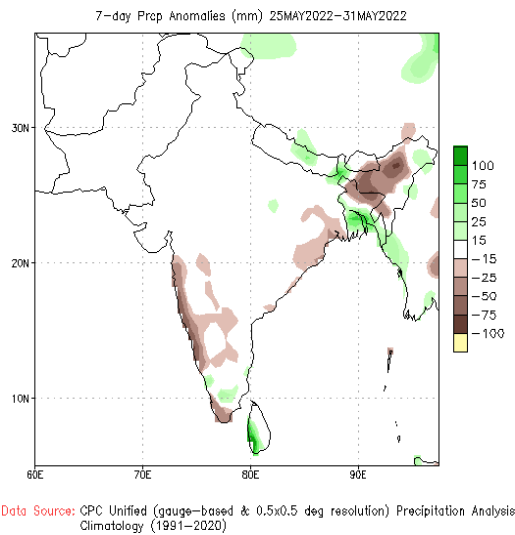 7-day Prcp Anomalies (mm) 25MAY2022-31MAY2022
30N
20N
10N
60E 70E 80E 90E
100
75
50
25
15
-15
-25
-50
-75
-100
Data Source: CPC Unified (gauge-based & 0.5x0.5 deg resolution) Precipitation Analysis
Climatology (1991-2020)